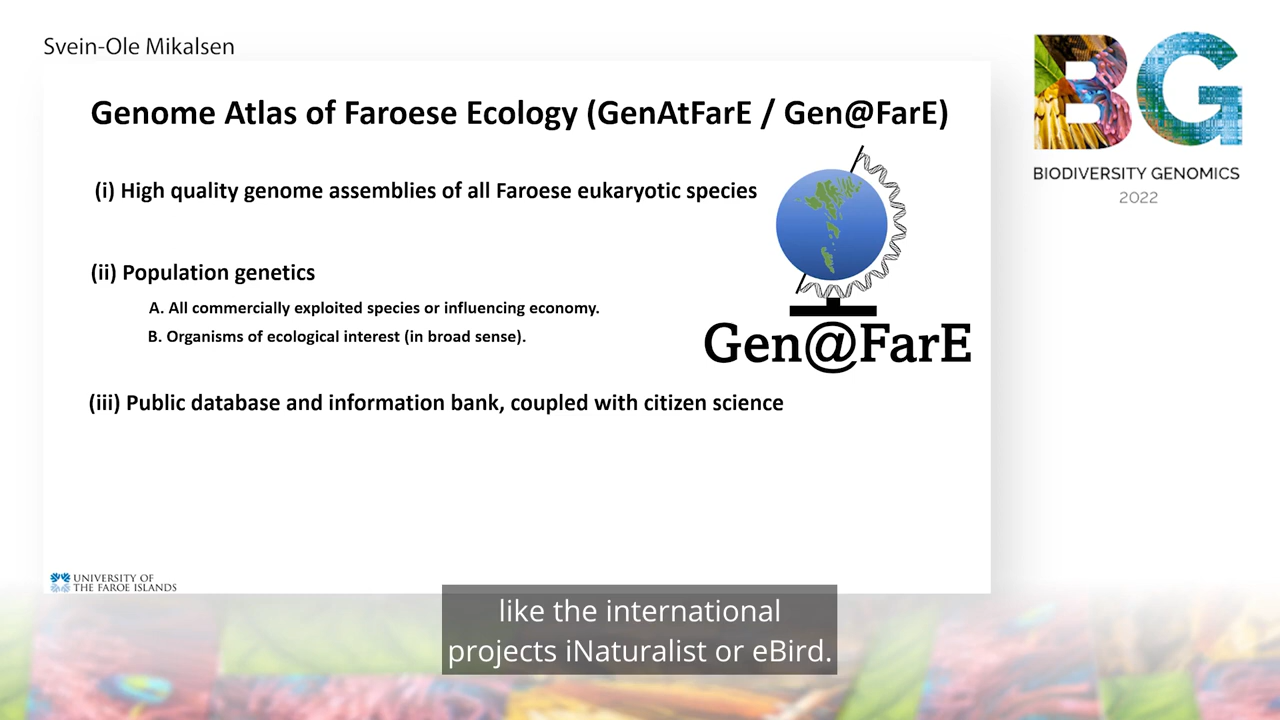 Svein-Ole Mikalsen
BG
BIODIVERSITY GENOMICS
2022
Genome Atlas of Faroese Ecology (GenAtFarE / Gen@FarE)
(i) High quality genome assemblies of all Faroese eukaryotic species
(ii) Population genetics
A. All commercially exploited species or influencing economy.
B. Organisms of ecological interest (in broad sense).
Gen@FarE
(iii) Public database and information bank, coupled with citizen science
UNIVERSITY OF
THE FAROE ISLANDS
like the international
projects iNaturalist or eBird.